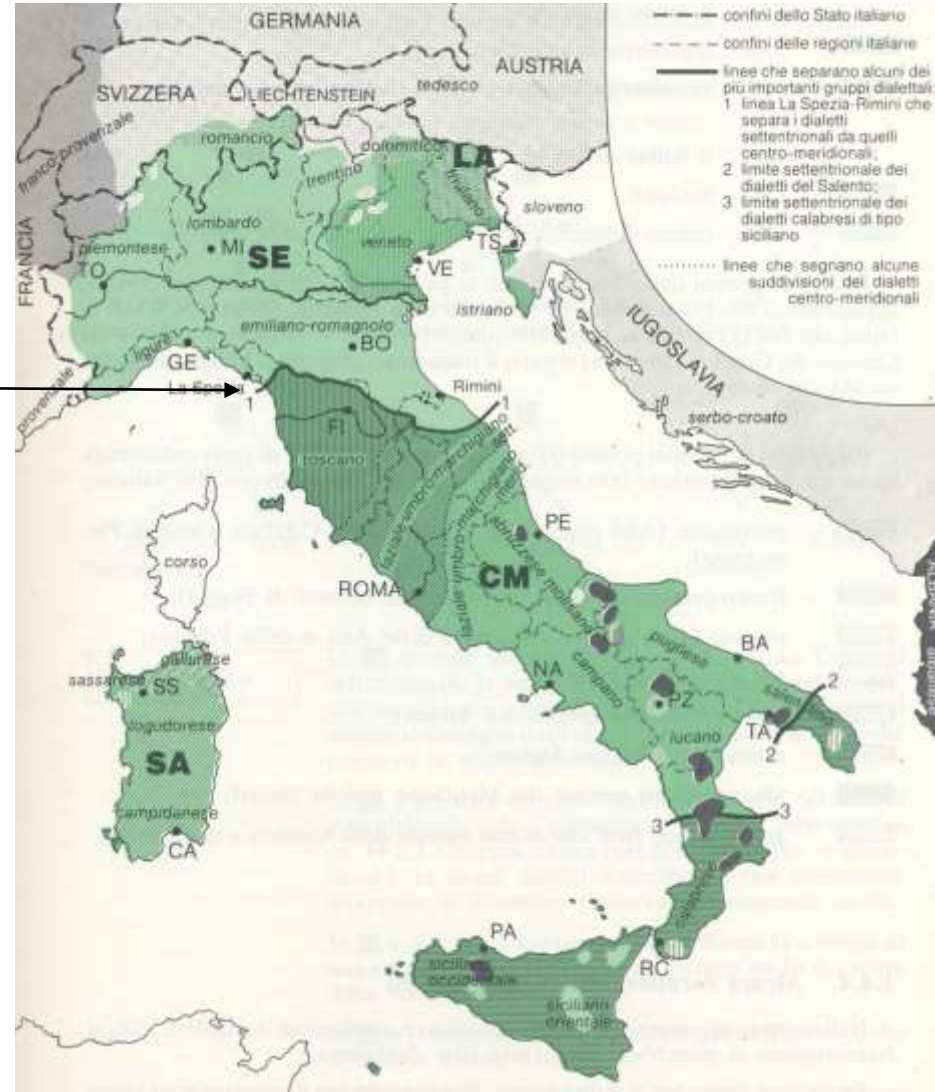 GERMANIA
AUSTRIA
SVIZZERA
LIECHTENSTEIN
tedesco
franco-provenzale
romancio
dolomitico
LA
trentino
friulano
sloveno
lombardo
piemontese
MI
SE
veneto
TS
VE
TO
FRANCIA
istriano
emiliano-romagnolo
BO
ligure
GE
La Spezia
provenzale
Rimini
1
1
IUGOSLAVIA
serbo-croato
FI
toscano
sett.
merid.
PE
corso
ROMA
CM
abruzzese molisano
BA
pugliese
gallurese
sassarese
SS
NA
campano
PZ
2
salentino
TA
2
logudorese
lucano
SA
campidanese
CA
3
3
calabrese
PA
RC
siciliano
occidentale
siciliano
orientale
confini dello Stato italiano
confini delle regioni italiane
linee che separano alcuni dei
più importanti gruppi dialettali:
1 linea La Spezia-Rimini che
separa i dialetti
settentrionali da quelli
centro-meridionali;
2 limite settentrionale dei
dialetti del Salento;
3 limite settentrionale dei
dialetti calabresi di tipo
siciliano
linee che segnano alcune
suddivisioni dei dialetti
centro-meridionali